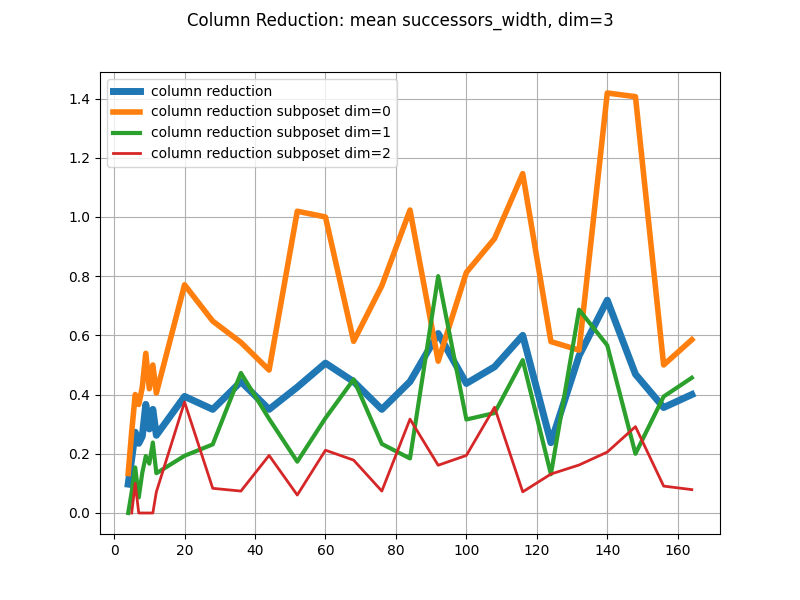 Column Reduction: mean successors_width, dim=3
column reduction
column reduction subposet dim=0
column reduction subposet dim=1
column reduction subposet dim=2
1.4
1.2
1.0
0.8
0.6
0.4
0.2
0.0
0 20 40 60 80 100 120 140 160